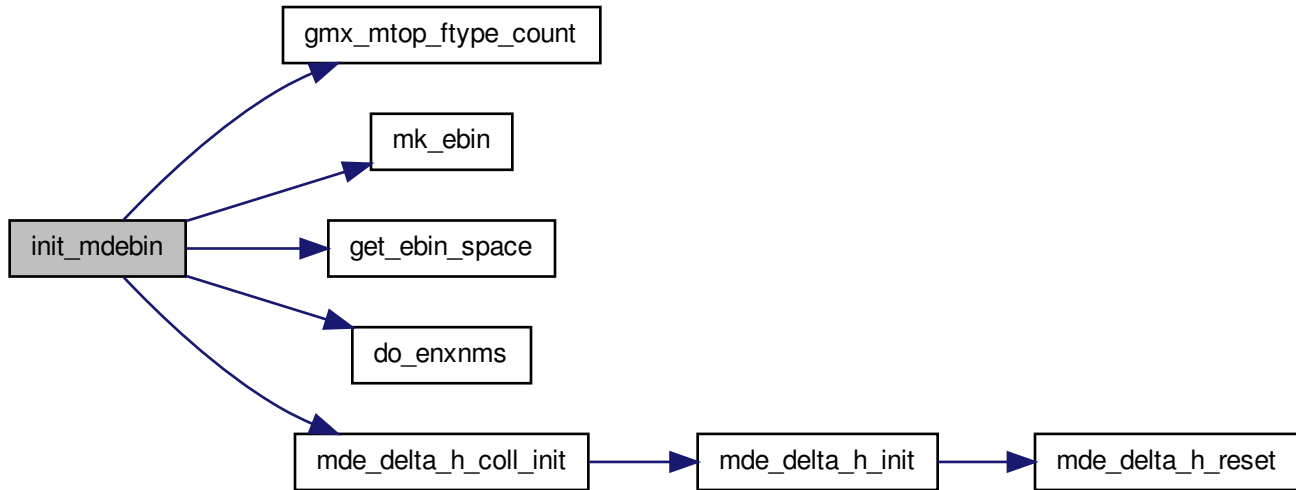 gmx_mtop_ftype_count
mk_ebin
init_mdebin
get_ebin_space
do_enxnms
mde_delta_h_coll_init
mde_delta_h_init
mde_delta_h_reset